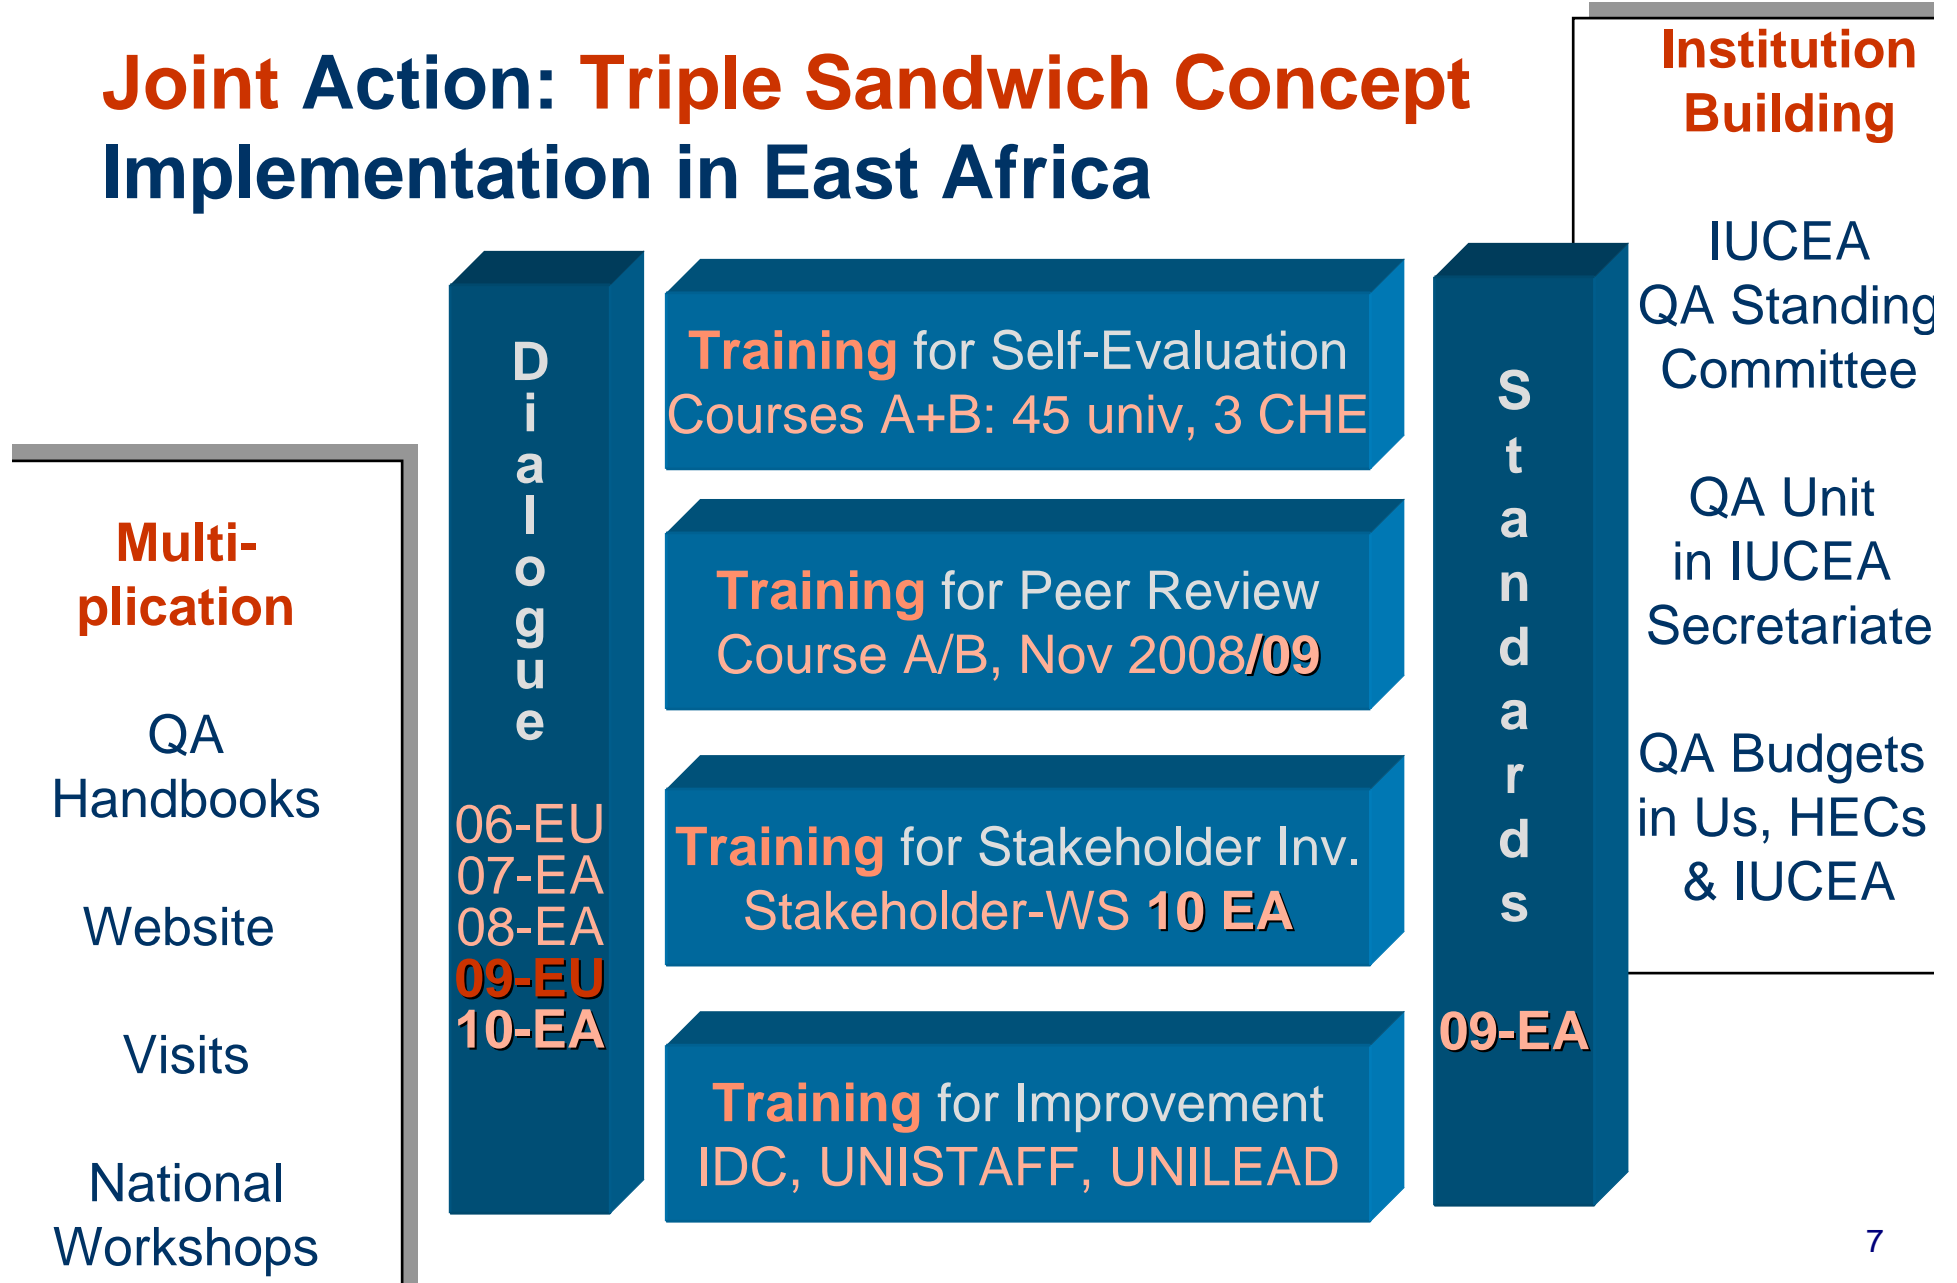 Joint Action: Triple Sandwich Concept
Implementation in East Africa
Multi-
plication
QA
Handbooks
Website
Visits
National
Workshops
Dialogue
06-EU
07-EA
08-EA
09-EU
10-EA
Training for Self-Evaluation
Courses A+B: 45 univ, 3 CHE
Training for Peer Review
Course A/B, Nov 2008/09
Training for Stakeholder Inv.
Stakeholder-WS 10 EA
Training for Improvement
IDC, UNISTAFF, UNILEAD
Standards
09-EA
Institution
Building
IUCEA
QA Standing
Committee
QA Unit
in IUCEA
Secretariate
QA Budgets
in Us, HECs
& IUCEA
7